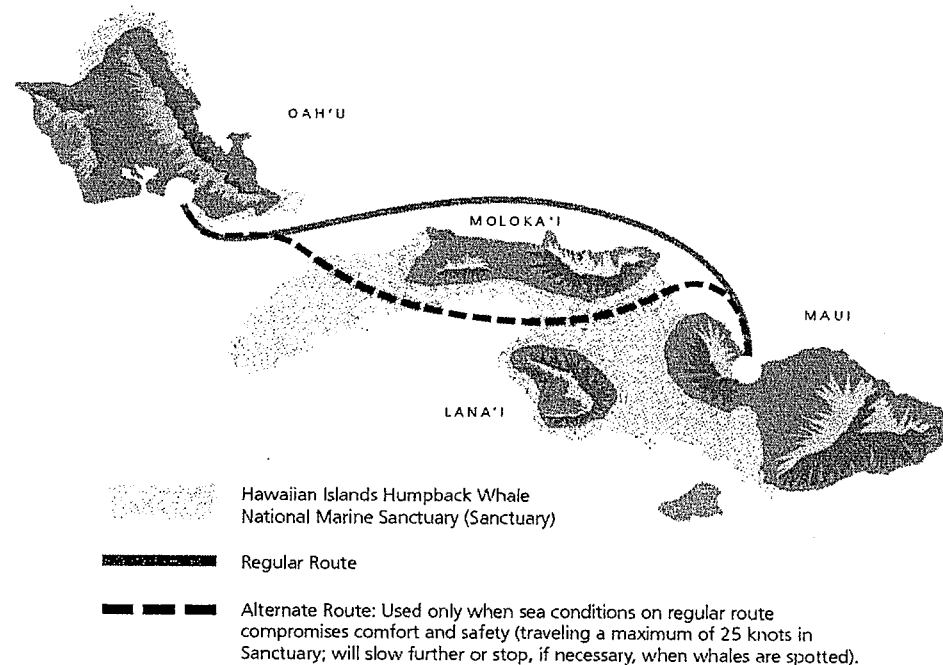 OAH'U
MOLOKA'I
MAUI
LANA'I
Hawaiian Islands Humpback Whale
National Marine Sanctuary (Sanctuary)
Regular Route
Alternate Route: Used only when sea conditions on regular route
compromises comfort and safety (traveling a maximum of 25 knots in
Sanctuary; will slow further or stop, if necessary, when whales are spotted).